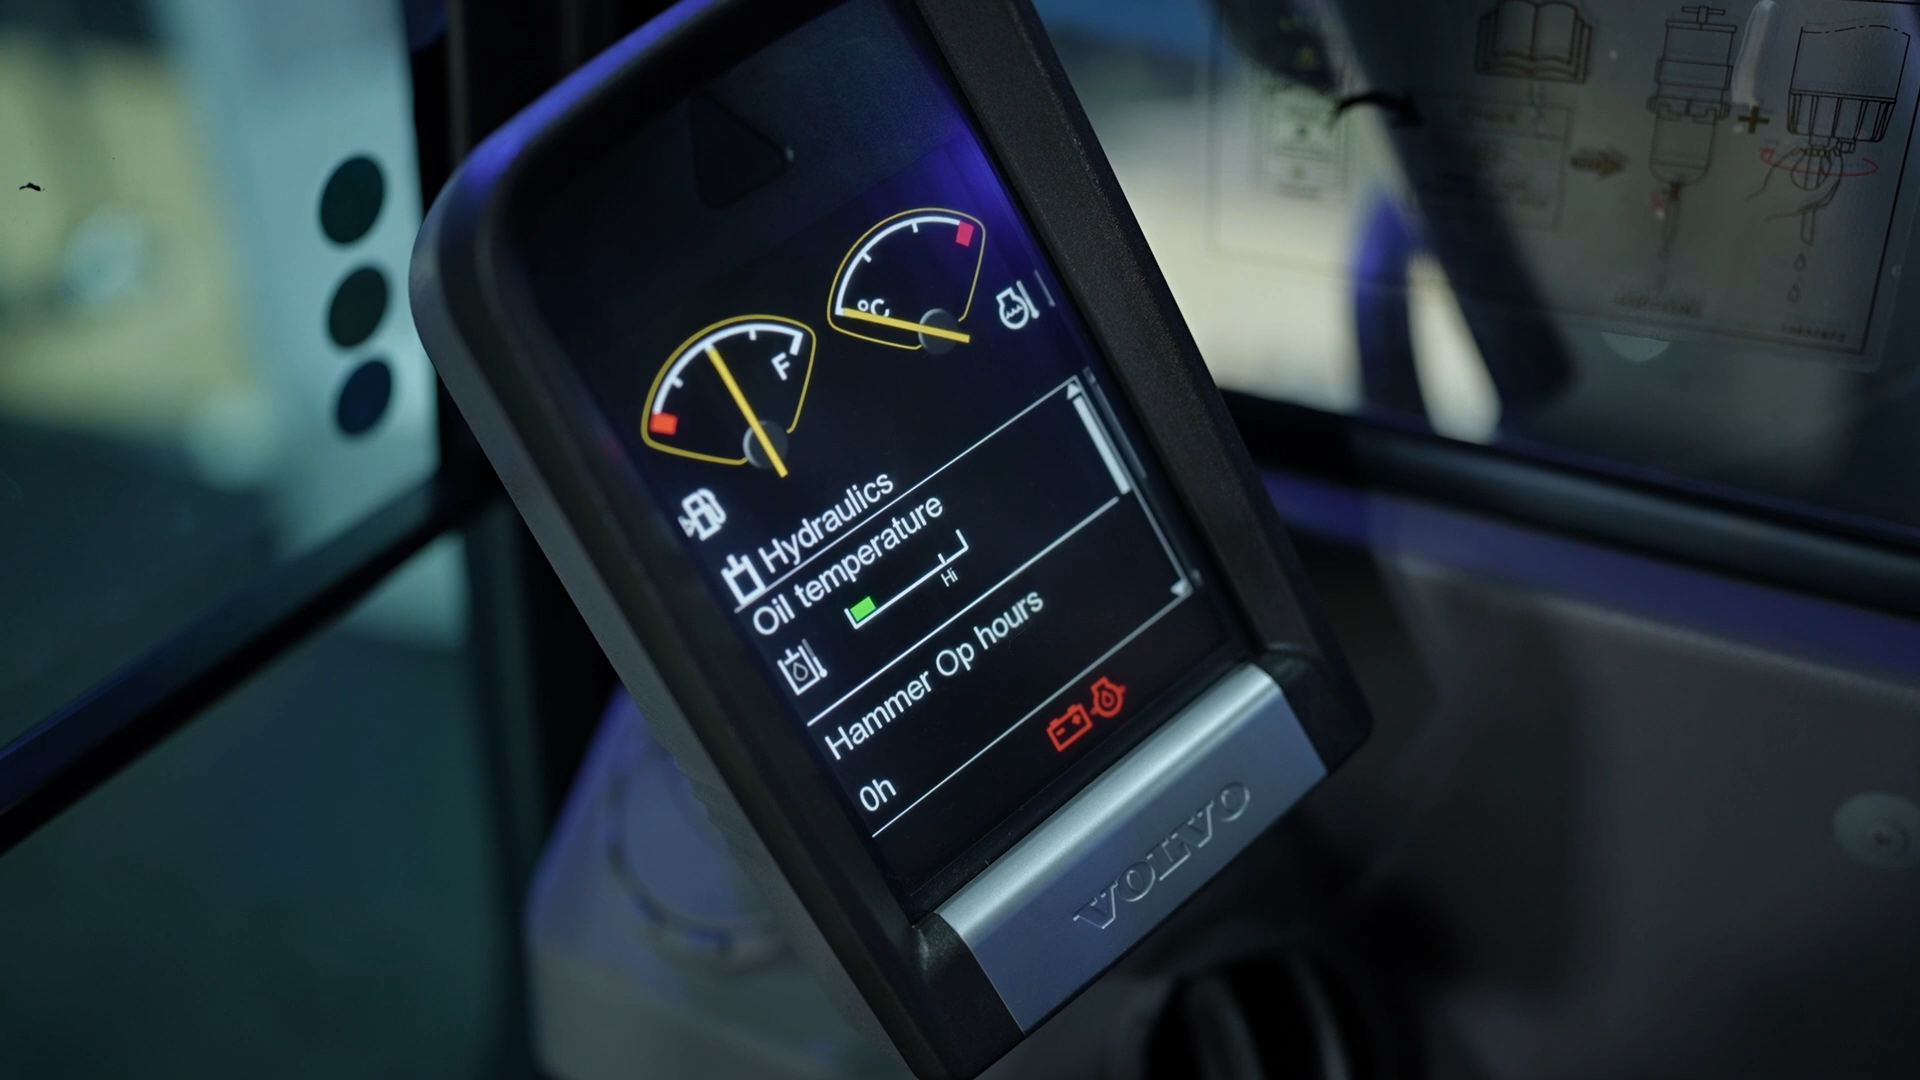 °C
F
Hydraulics
Oil temperature
Hi
Hammer Op hours
0h
VOLVO